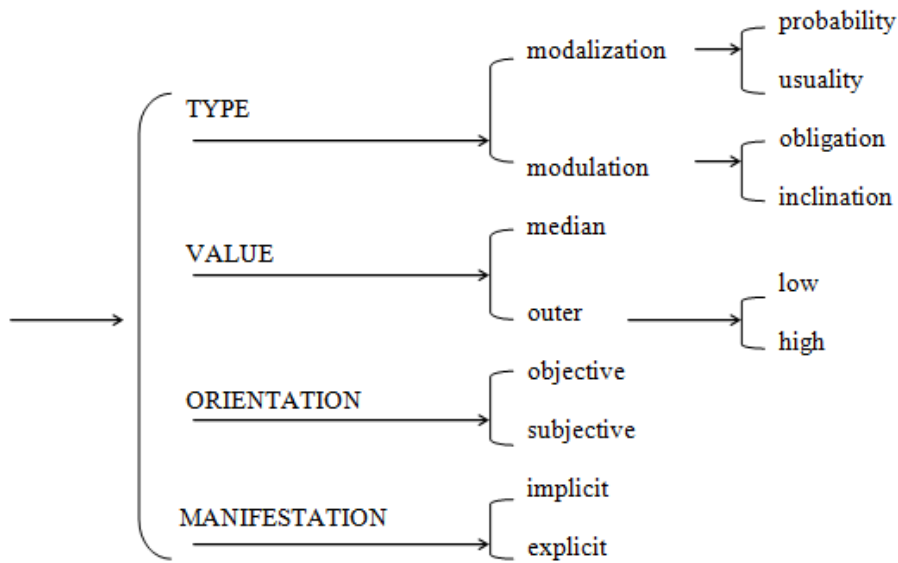 TYPE
modalization
probability
usuality
modulation
obligation
inclination
VALUE
median
outer
low
high
ORIENTATION
objective
subjective
MANIFESTATION
implicit
explicit